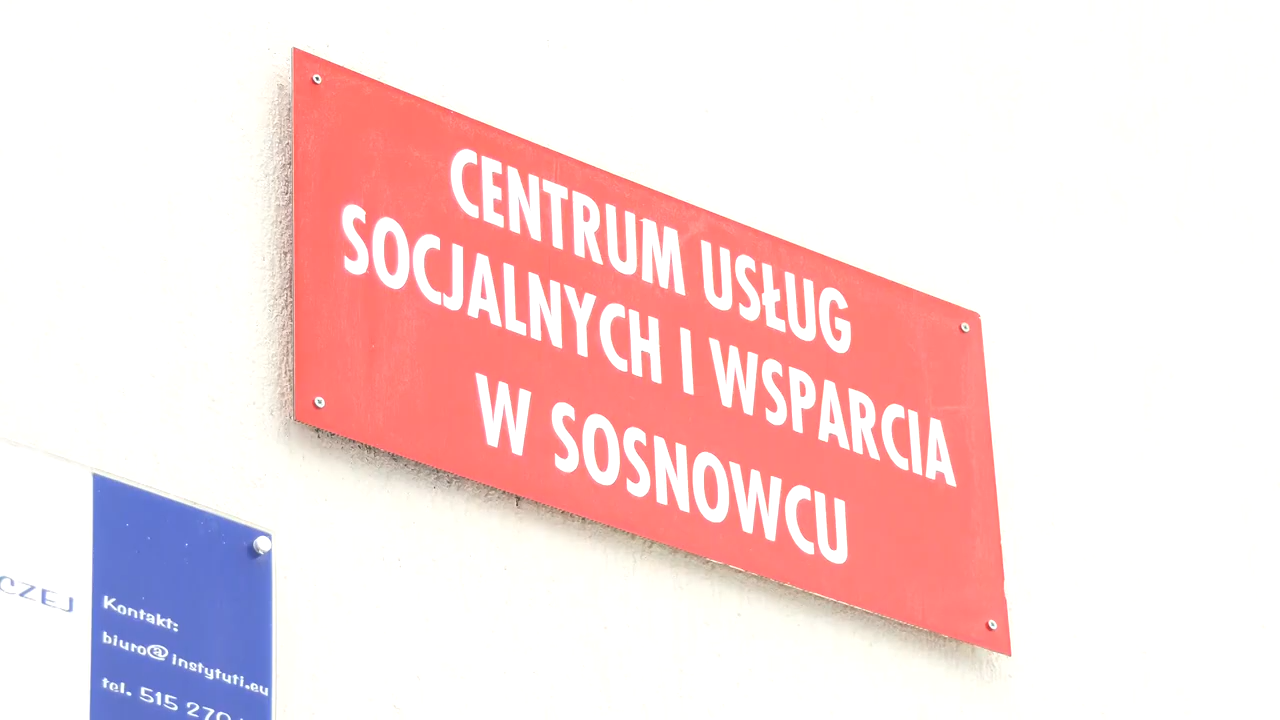 CENTRUM USŁUG
SOCJALNYCH I WSPARCIA
W SOSNOWCU
CZEJ
Kontakt:
biuro@instytuti.eu
tel. 515 270